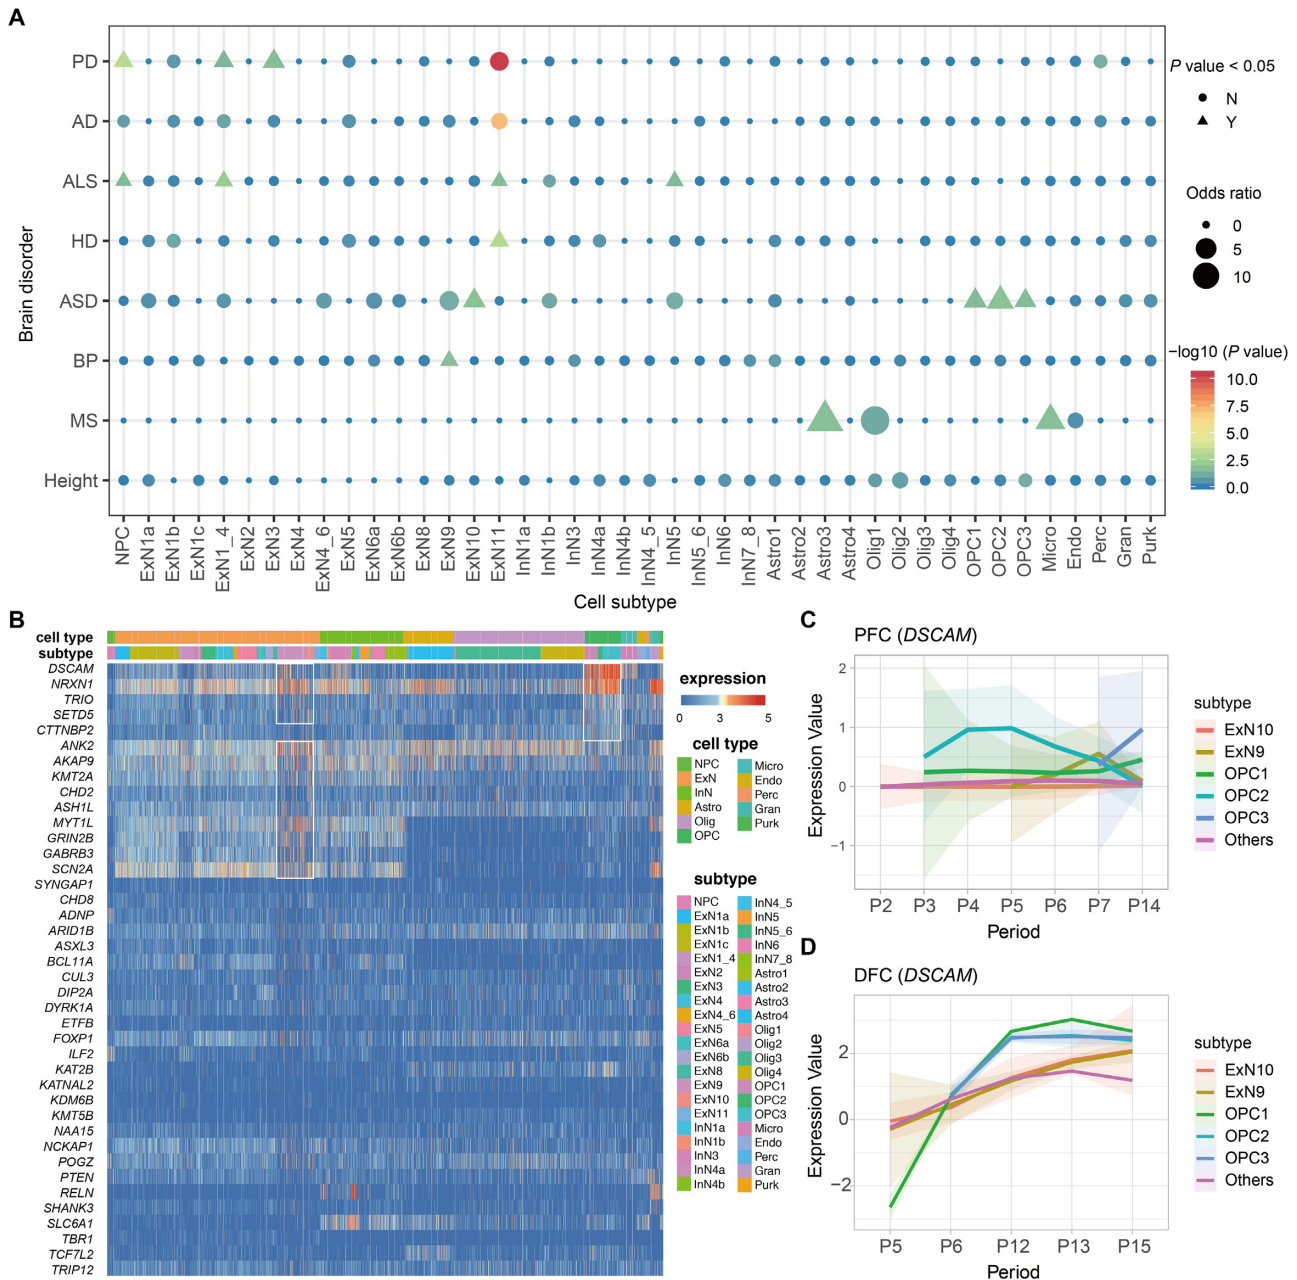 A
PD
AD
ALS
HD
ASD
BP
MS
Height
Brain disorder
NPC
ExN1a
ExN1b
ExN1c
ExN1_4
ExN2
ExN3
ExN4
ExN4_6
ExN5
ExN6a
ExN6b
ExN8
ExN9
ExN10
ExN11
InN1a
InN1b
InN3
InN4a
InN4b
InN4_5
InN5
InN5_6
InN6
InN7_8
Astro1
Astro2
Astro3
Astro4
Olig1
Olig2
Olig3
Olig4
OPC1
OPC2
OPC3
Micro
Endo
Perc
Gran
Purk
Cell subtype
P value < 0.05
N
Y
Odds ratio
0
5
10
−log10 (P value)
10.0
7.5
5.0
2.5
0.0
B
cell type
subtype
DSCAM
NRXN1
TRIO
SETD5
CTTNBP2
ANK2
AKAP9
KMT2A
CHD2
ASH1L
MYT1L
GRIN2B
GABRB3
SCN2A
SYNGAP1
CHD8
ADNP
ARID1B
ASXL3
BCL11A
CUL3
DIP2A
DYRK1A
ETFB
FOXP1
ILF2
KAT2B
KATNAL2
KDM6B
KMT5B
NAA15
NCKAP1
POGZ
PTEN
RELN
SHANK3
SLC6A1
TBR1
TCF7L2
TRIP12
expression
0 3 5
cell type
NPC
ExN
InN
Astro
Olig
OPC
Micro
Endo
Perc
Gran
Purk
subtype
NPC
ExN1a
ExN1b
ExN1c
ExN1_4
ExN2
ExN3
ExN4
ExN4_6
ExN5
ExN6a
ExN6b
ExN8
ExN9
ExN10
ExN11
InN1a
InN1b
InN3
InN4a
InN4b
InN4_5
InN5
InN5_6
InN6
InN7_8
Astro1
Astro2
Astro3
Astro4
Olig1
Olig2
Olig3
Olig4
OPC1
OPC2
OPC3
Micro
Endo
Perc
Gran
Purk
C
PFC (DSCAM)
Expression Value
2
1
0
−1
P2 P3 P4 P5 P6 P7 P14
Period
subtype
ExN10
ExN9
OPC1
OPC2
OPC3
Others
D
DFC (DSCAM)
Expression Value
2
0
−2
P5 P6 P12 P13 P15
Period
subtype
ExN10
ExN9
OPC1
OPC2
OPC3
Others